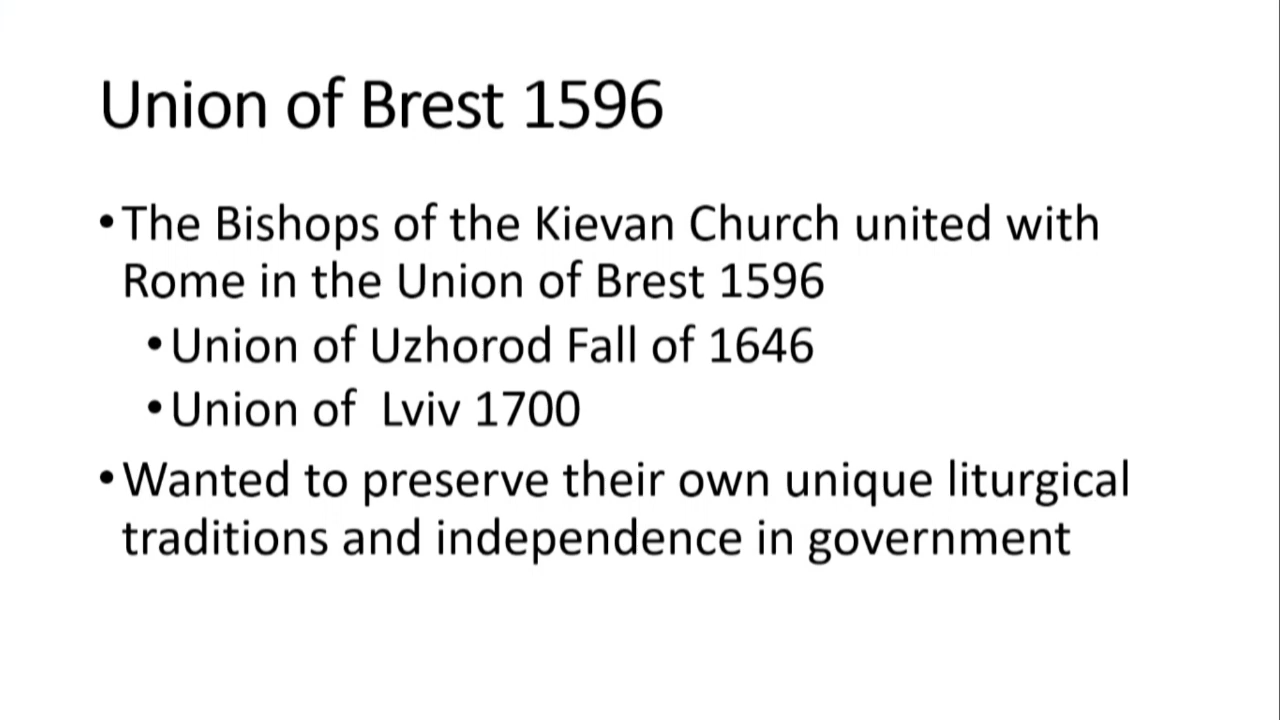 Union of Brest 1596
•The Bishops of the Kievan Church united with
Rome in the Union of Brest 1596
•Union of Uzhorod Fall of 1646
•Union of  Lviv 1700
•Wanted to preserve their own unique liturgical
traditions and independence in government